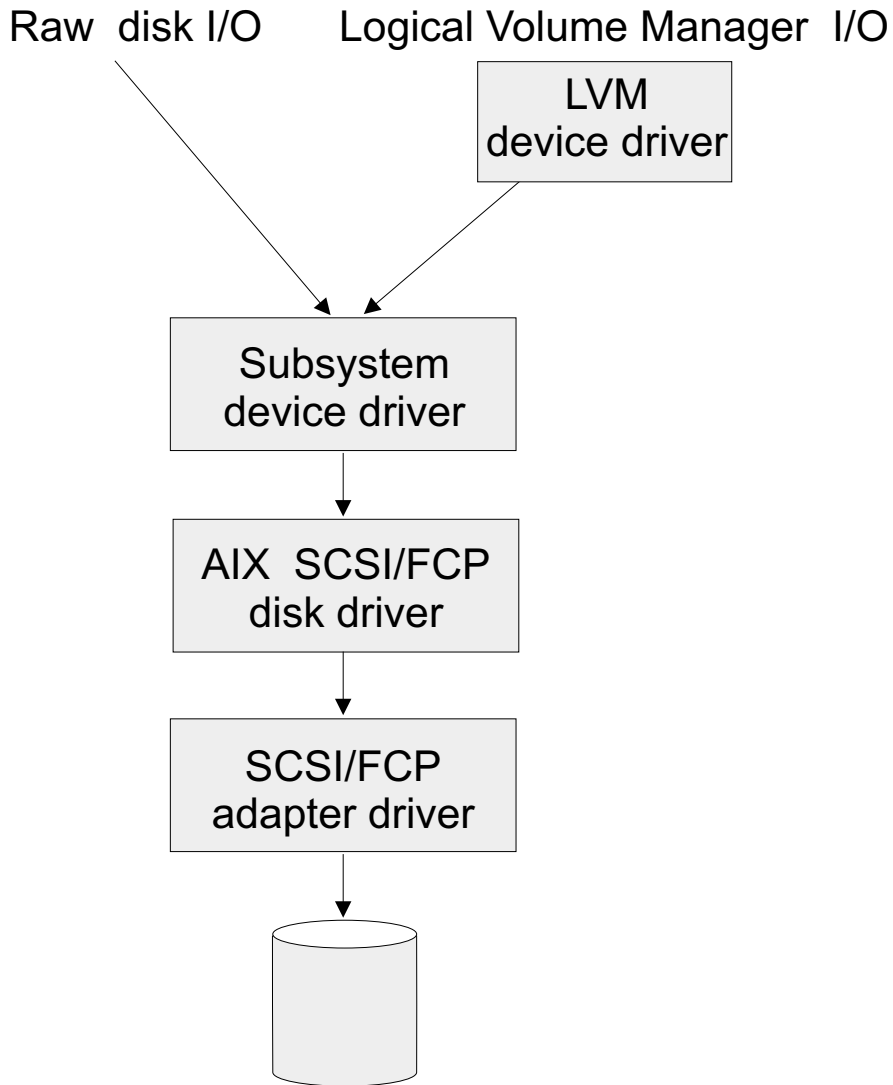 Raw disk I/O
Logical Volume Manager I/O
LVM
device driver
Subsystem
device driver
AIX SCSI/FCP
disk driver
SCSI/FCP
adapter driver